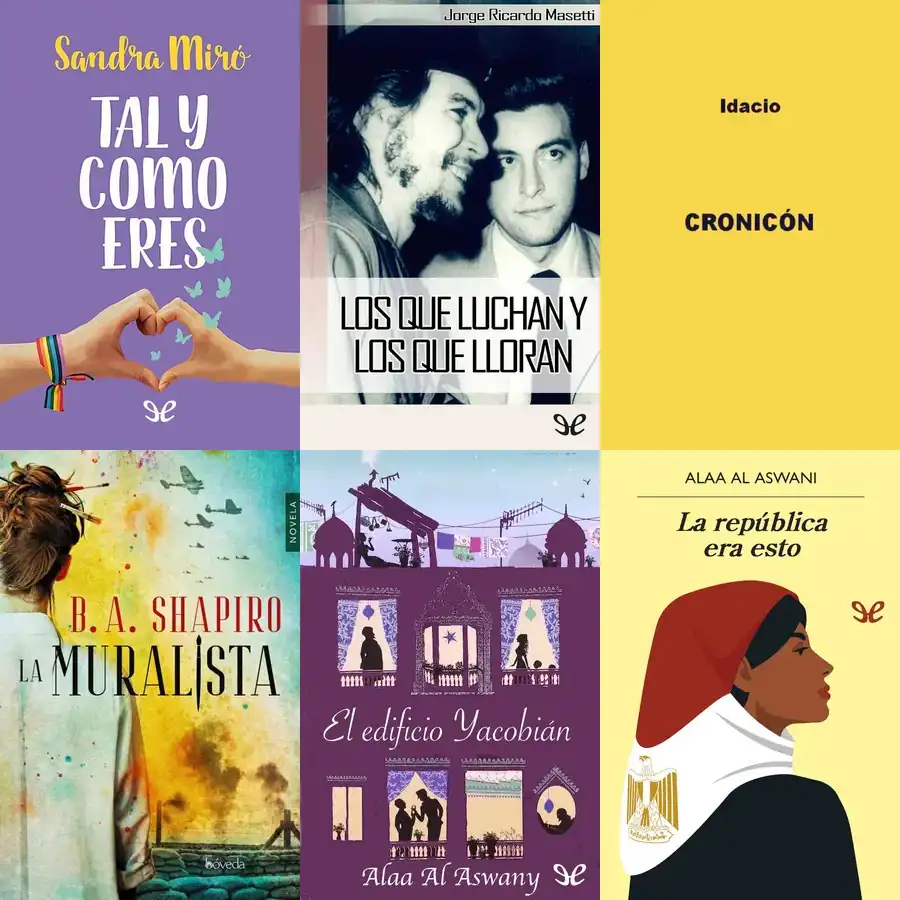 Sandra Miró
TAL Y
COMO
ERES
Jorge Ricardo Masetti
LOS QUE LUCHAN Y
LOS QUE LLORAN
Idacio
CRONICÓN
NOVELA
B. A. SHAPIRO
LA MURALISTA
bóveda
El edificio Yacobián
Alaa Al Aswany
ALAA AL ASWANI
La república
era esto